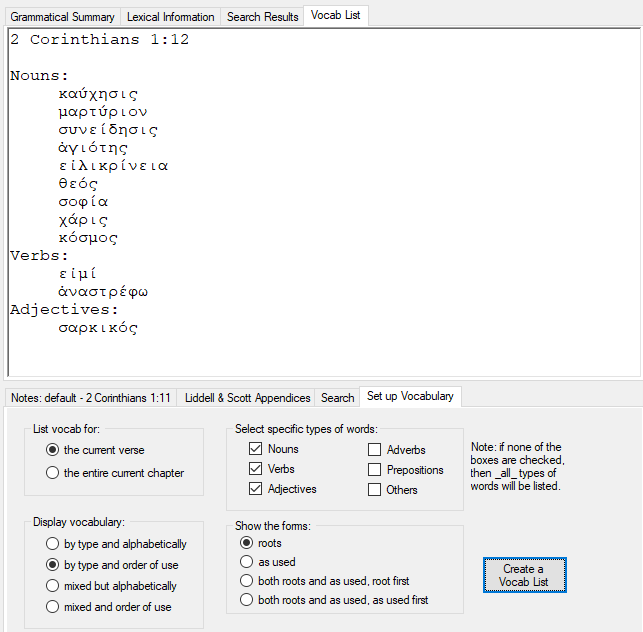 Grammatical Summary Lexical Information Search Results Vocab List
2 Corinthians 1:12
Nouns:
καύχησις
μαρτύριον
συνείδησις
ἁγιότης
εἰλικρίνεια
θεός
σοφία
χάρις
κόσμος
Verbs:
εἰμί
ἀναστρέφω
Adjectives:
σαρκικός
Notes: default - 2 Corinthians 1:11 Liddell & Scott Appendices Search Set up Vocabulary
List vocab for:
the current verse
the entire current chapter
Display vocabulary:
by type and alphabetically
by type and order of use
mixed but alphabetically
mixed and order of use
Select specific types of words:
Nouns Adverbs
Verbs Prepositions
Adjectives Others
Show the forms:
roots
as used
both roots and as used, root first
both roots and as used, as used first
Note: if none of the
boxes are checked,
then _all_ types of
words will be listed.
Create a
Vocab List